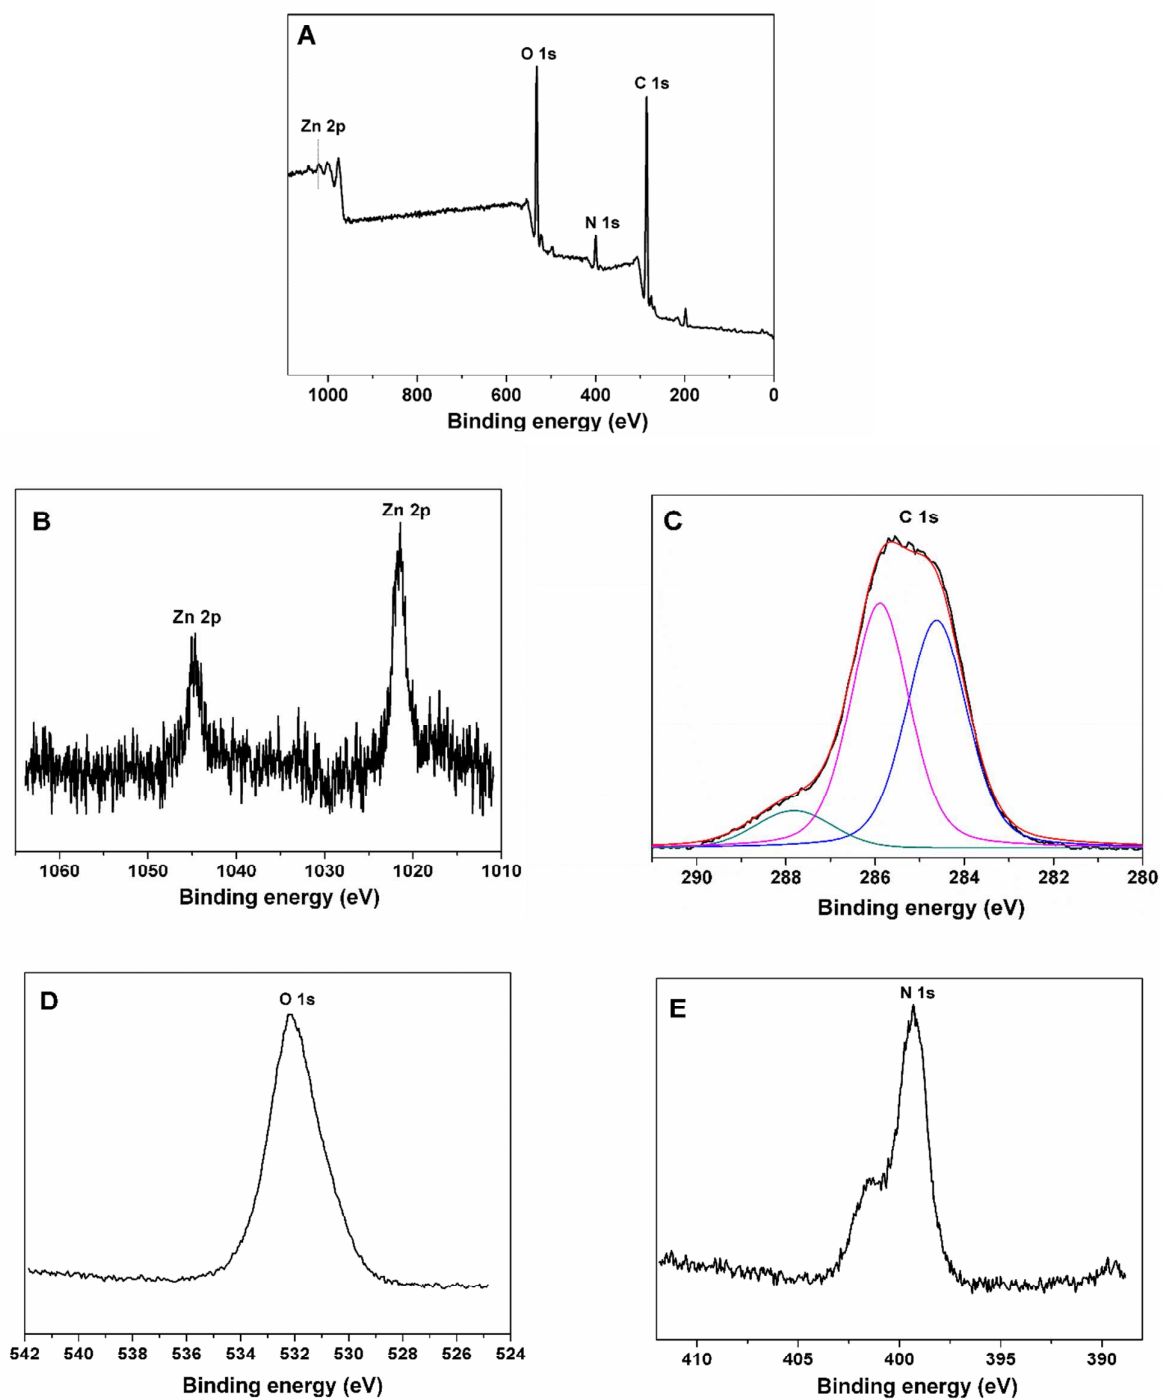 A
O 1s
C 1s
Zn 2p
N 1s
1000 800 600 400 200 0
Binding energy (eV)
B
Zn 2p
Zn 2p
1060 1050 1040 1030 1020 1010
Binding energy (eV)
C
C 1s
290 288 286 284 282 280
Binding energy (eV)
D
O 1s
542 540 538 536 534 532 530 528 526 524
Binding energy (eV)
E
N 1s
410 405 400 395 390
Binding energy (eV)